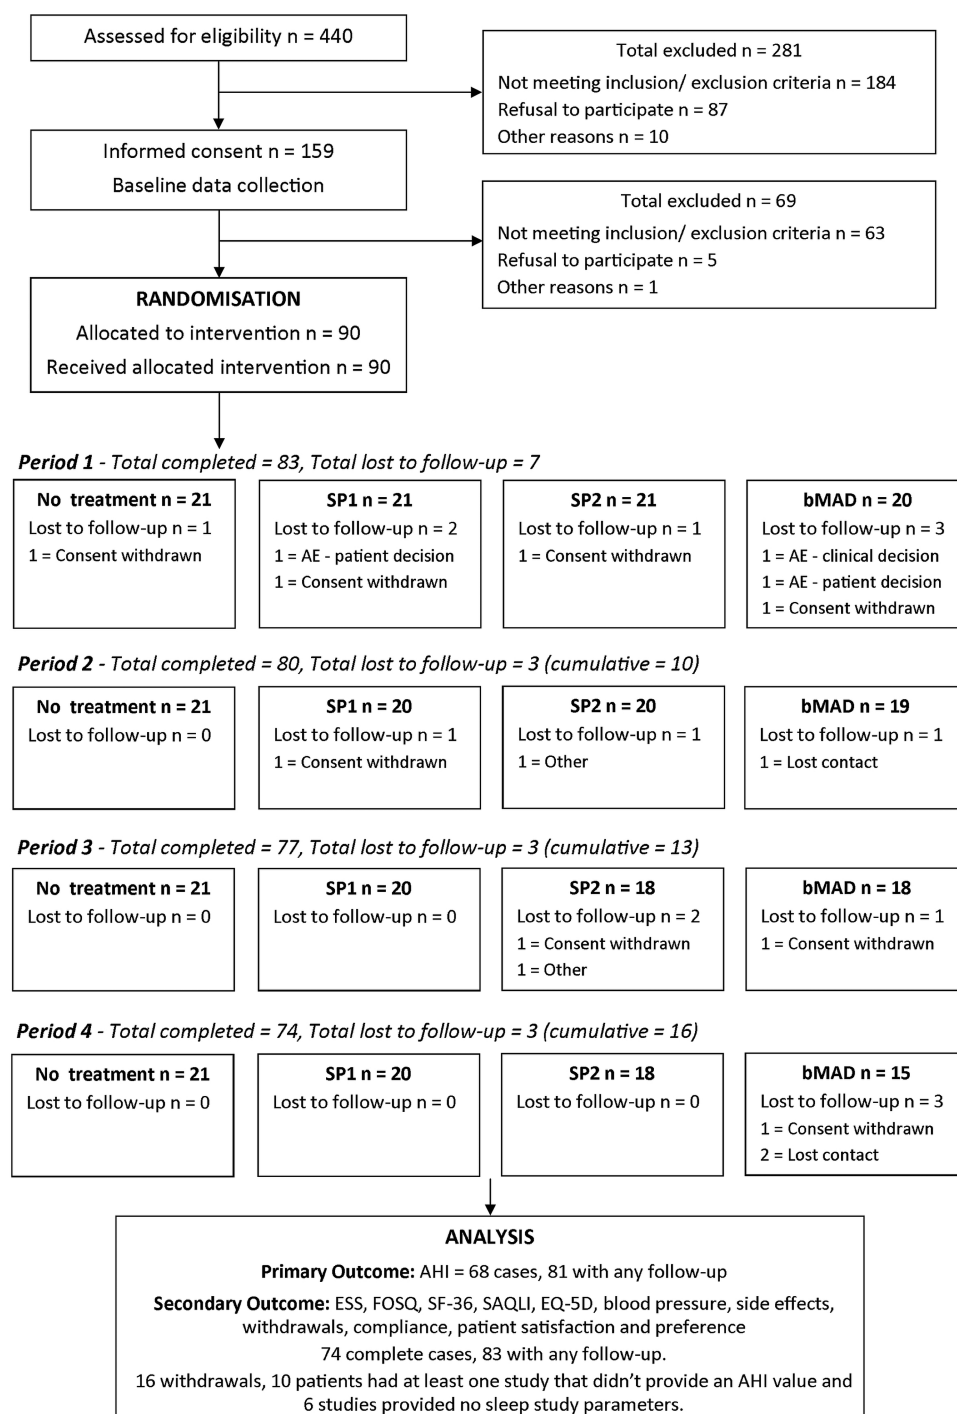 Assessed for eligibility n = 440
Total excluded n = 281
Not meeting inclusion/ exclusion criteria n = 184
Refusal to participate n = 87
Other reasons n = 10
Informed consent n = 159
Baseline data collection
Total excluded n = 69
Not meeting inclusion/ exclusion criteria n = 63
Refusal to participate n = 5
Other reasons n = 1
RANDOMISATION
Allocated to intervention n = 90
Received allocated intervention n = 90
Period 1 - Total completed = 83, Total lost to follow-up = 7
No treatment n = 21
Lost to follow-up n = 1
1 = Consent withdrawn
SP1 n = 21
Lost to follow-up n = 2
1 = AE - patient decision
1 = Consent withdrawn
SP2 n = 21
Lost to follow-up n = 1
1 = Consent withdrawn
bMAD n = 20
Lost to follow-up n = 3
1 = AE - clinical decision
1 = AE - patient decision
1 = Consent withdrawn
Period 2 - Total completed = 80, Total lost to follow-up = 3 (cumulative = 10)
No treatment n = 21
Lost to follow-up n = 0
SP1 n = 20
Lost to follow-up n = 1
1 = Consent withdrawn
SP2 n = 20
Lost to follow-up n = 1
1 = Other
bMAD n = 19
Lost to follow-up n = 1
1 = Lost contact
Period 3 - Total completed = 77, Total lost to follow-up = 3 (cumulative = 13)
No treatment n = 21
Lost to follow-up n = 0
SP1 n = 20
Lost to follow-up n = 0
SP2 n = 18
Lost to follow-up n = 2
1 = Consent withdrawn
1 = Other
bMAD n = 18
Lost to follow-up n = 1
1 = Consent withdrawn
Period 4 - Total completed = 74, Total lost to follow-up = 3 (cumulative = 16)
No treatment n = 21
Lost to follow-up n = 0
SP1 n = 20
Lost to follow-up n = 0
SP2 n = 18
Lost to follow-up n = 0
bMAD n = 15
Lost to follow-up n = 3
1 = Consent withdrawn
2 = Lost contact
ANALYSIS
Primary Outcome: AHI = 68 cases, 81 with any follow-up
Secondary Outcome: ESS, FOSQ, SF-36, SAQLI, EQ-5D, blood pressure, side effects,
withdrawals, compliance, patient satisfaction and preference
74 complete cases, 83 with any follow-up.
16 withdrawals, 10 patients had at least one study that didn't provide an AHI value and
6 studies provided no sleep study parameters.